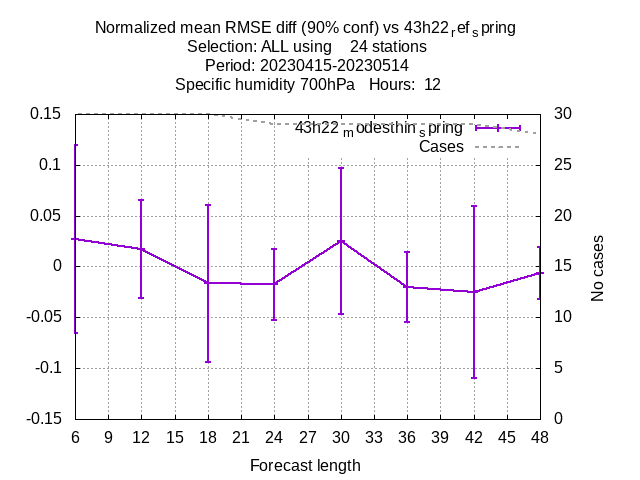 Normalized mean RMSE diff (90% conf) vs 43h22ref spring
Selection: ALL using 24 stations
Period: 20230415-20230514
Specific humidity 700hPa Hours: 12
0.15 30
43h22modesthinspring
Cases
0.1 25
0.05 20
0 15
No cases
-0.05 10
-0.1 5
-0.15 0
6 9 12 15 18 21 24 27 30 33 36 39 42 45 48
Forecast length